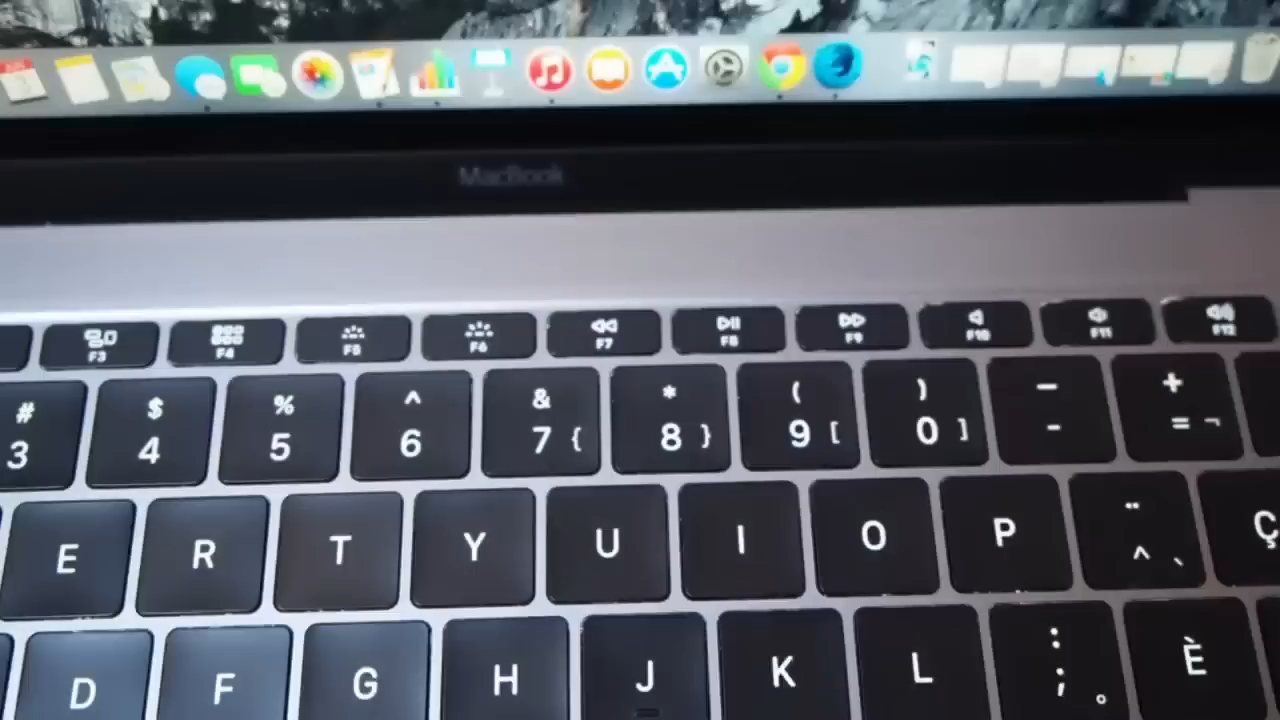 MacBook
F3 F4 F5 F6 F7 F8 F9 F10 F11 F12
# $ % ^ & * ( ) – +
3 4 5 6 7 { 8 } 9 [ 0 ] - = ¬
E R T Y U I O P ¨ ^ ` Ç
D F G H J K L : ; ° È